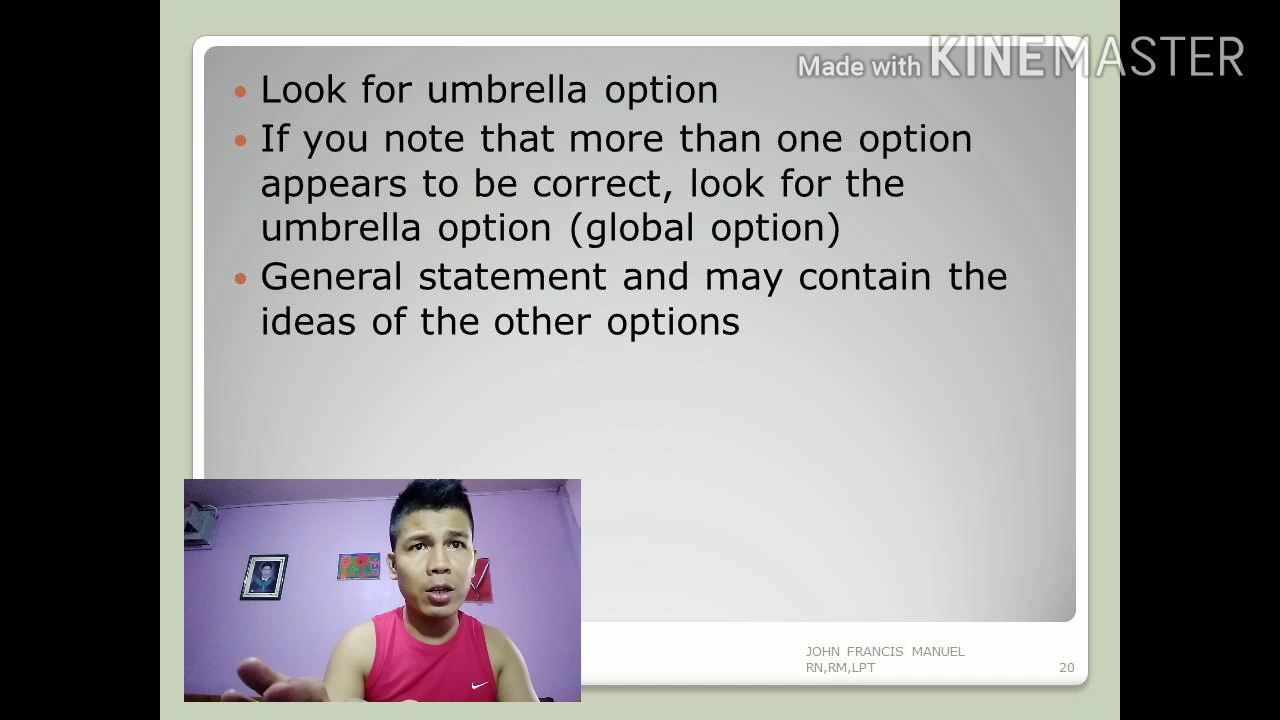 Made with KINEMASTER
• Look for umbrella option
• If you note that more than one option
appears to be correct, look for the
umbrella option (global option)
• General statement and may contain the
ideas of the other options
JOHN FRANCIS MANUEL
RN,RM,LPT 20